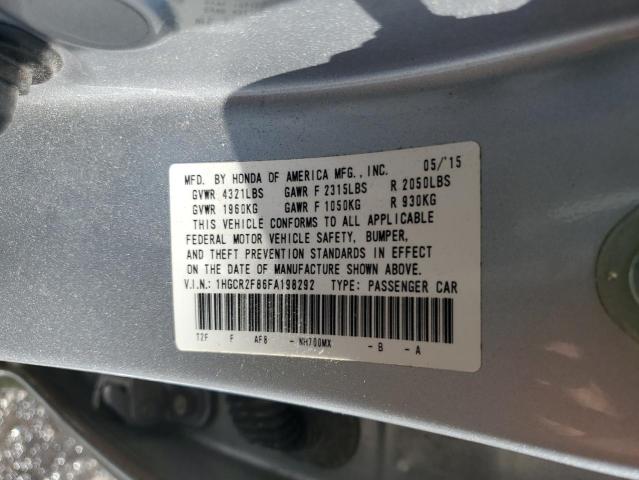 MFD. BY HONDA OF AMERICA MFG., INC. 05/'15
GVWR 4321LBS GAWR F 2315LBS R 2050LBS
GVWR 1960KG GAWR F 1050KG R 930KG
THIS VEHICLE CONFORMS TO ALL APPLICABLE
FEDERAL MOTOR VEHICLE SAFETY, BUMPER,
AND THEFT PREVENTION STANDARDS IN EFFECT
ON THE DATE OF MANUFACTURE SHOWN ABOVE.
V.I.N.: 1HGCR2F86FA198292 TYPE: PASSENGER CAR
T2F F AF8 - NH700MX - B - A